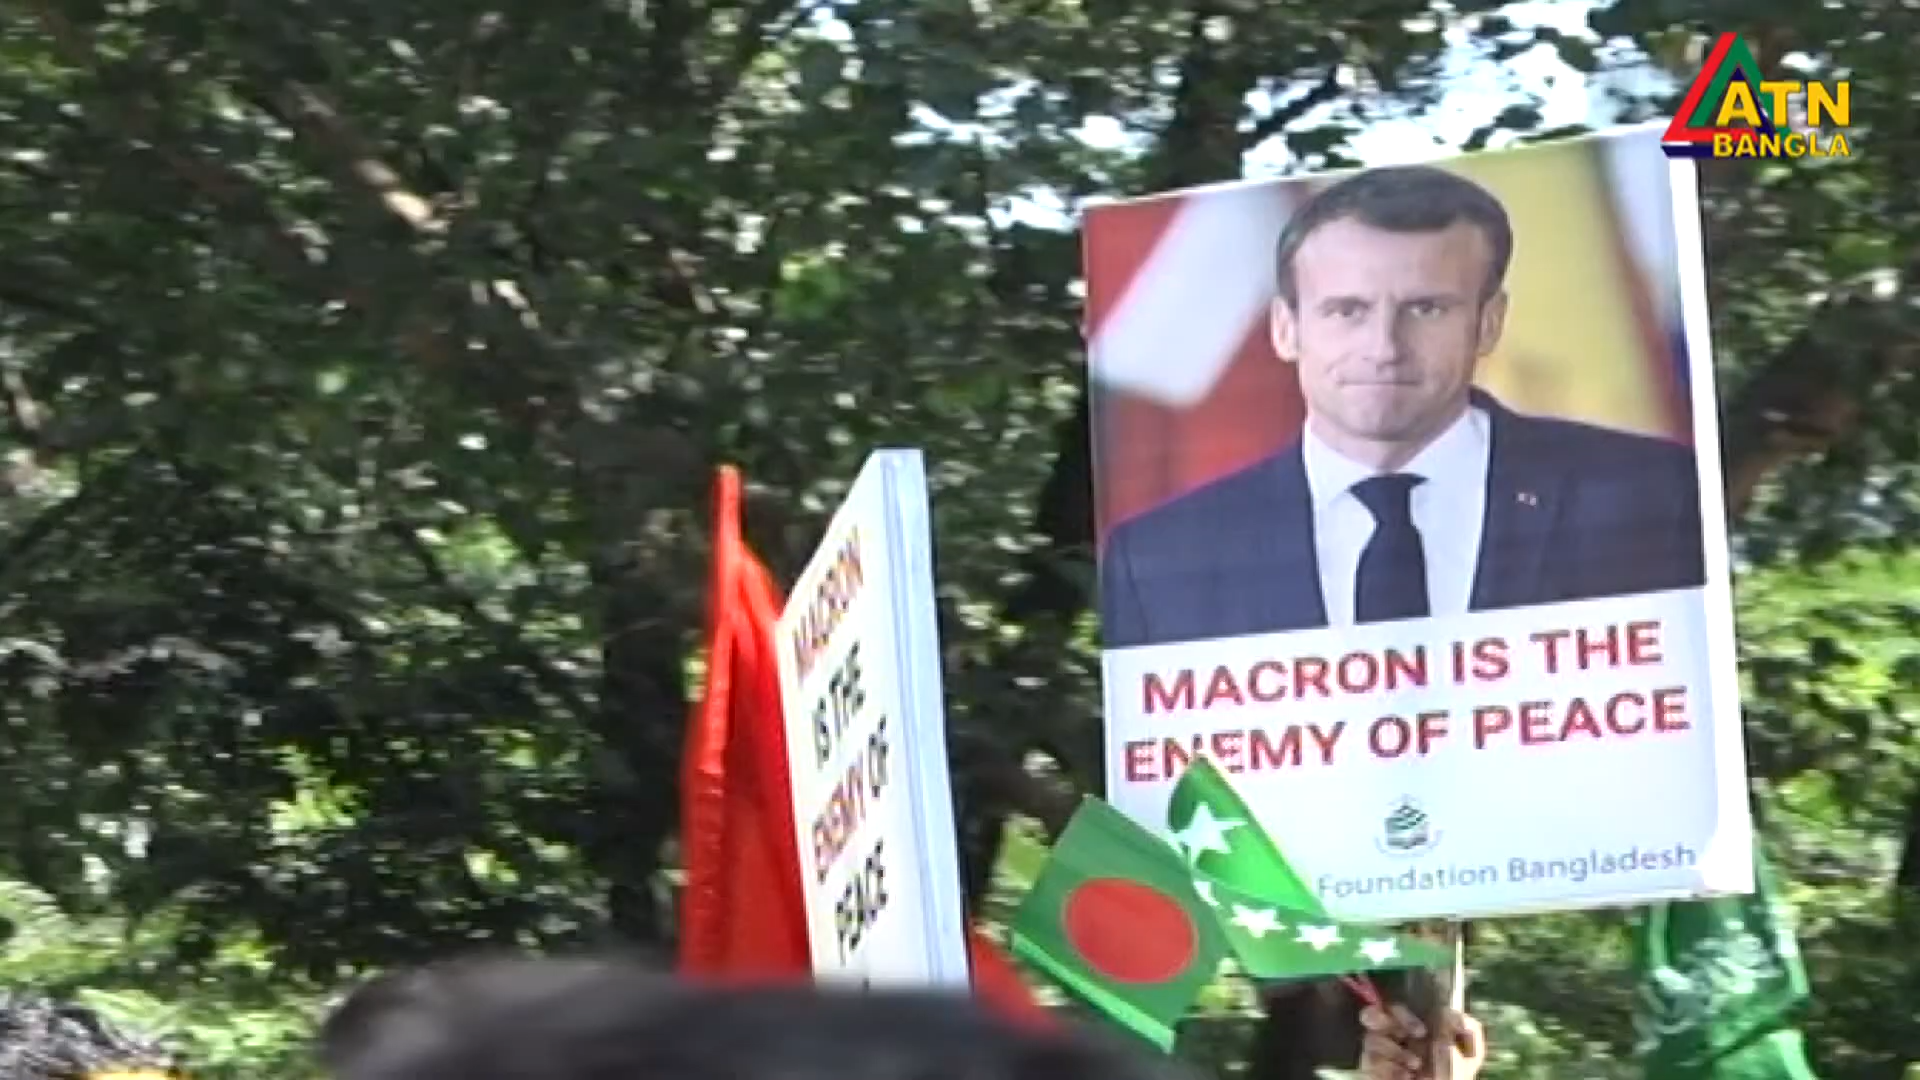 ATN
BANGLA
MACRON IS THE
ENEMY OF PEACE
Foundation Bangladesh
MACRON
IS THE
ENEMY OF
PEACE